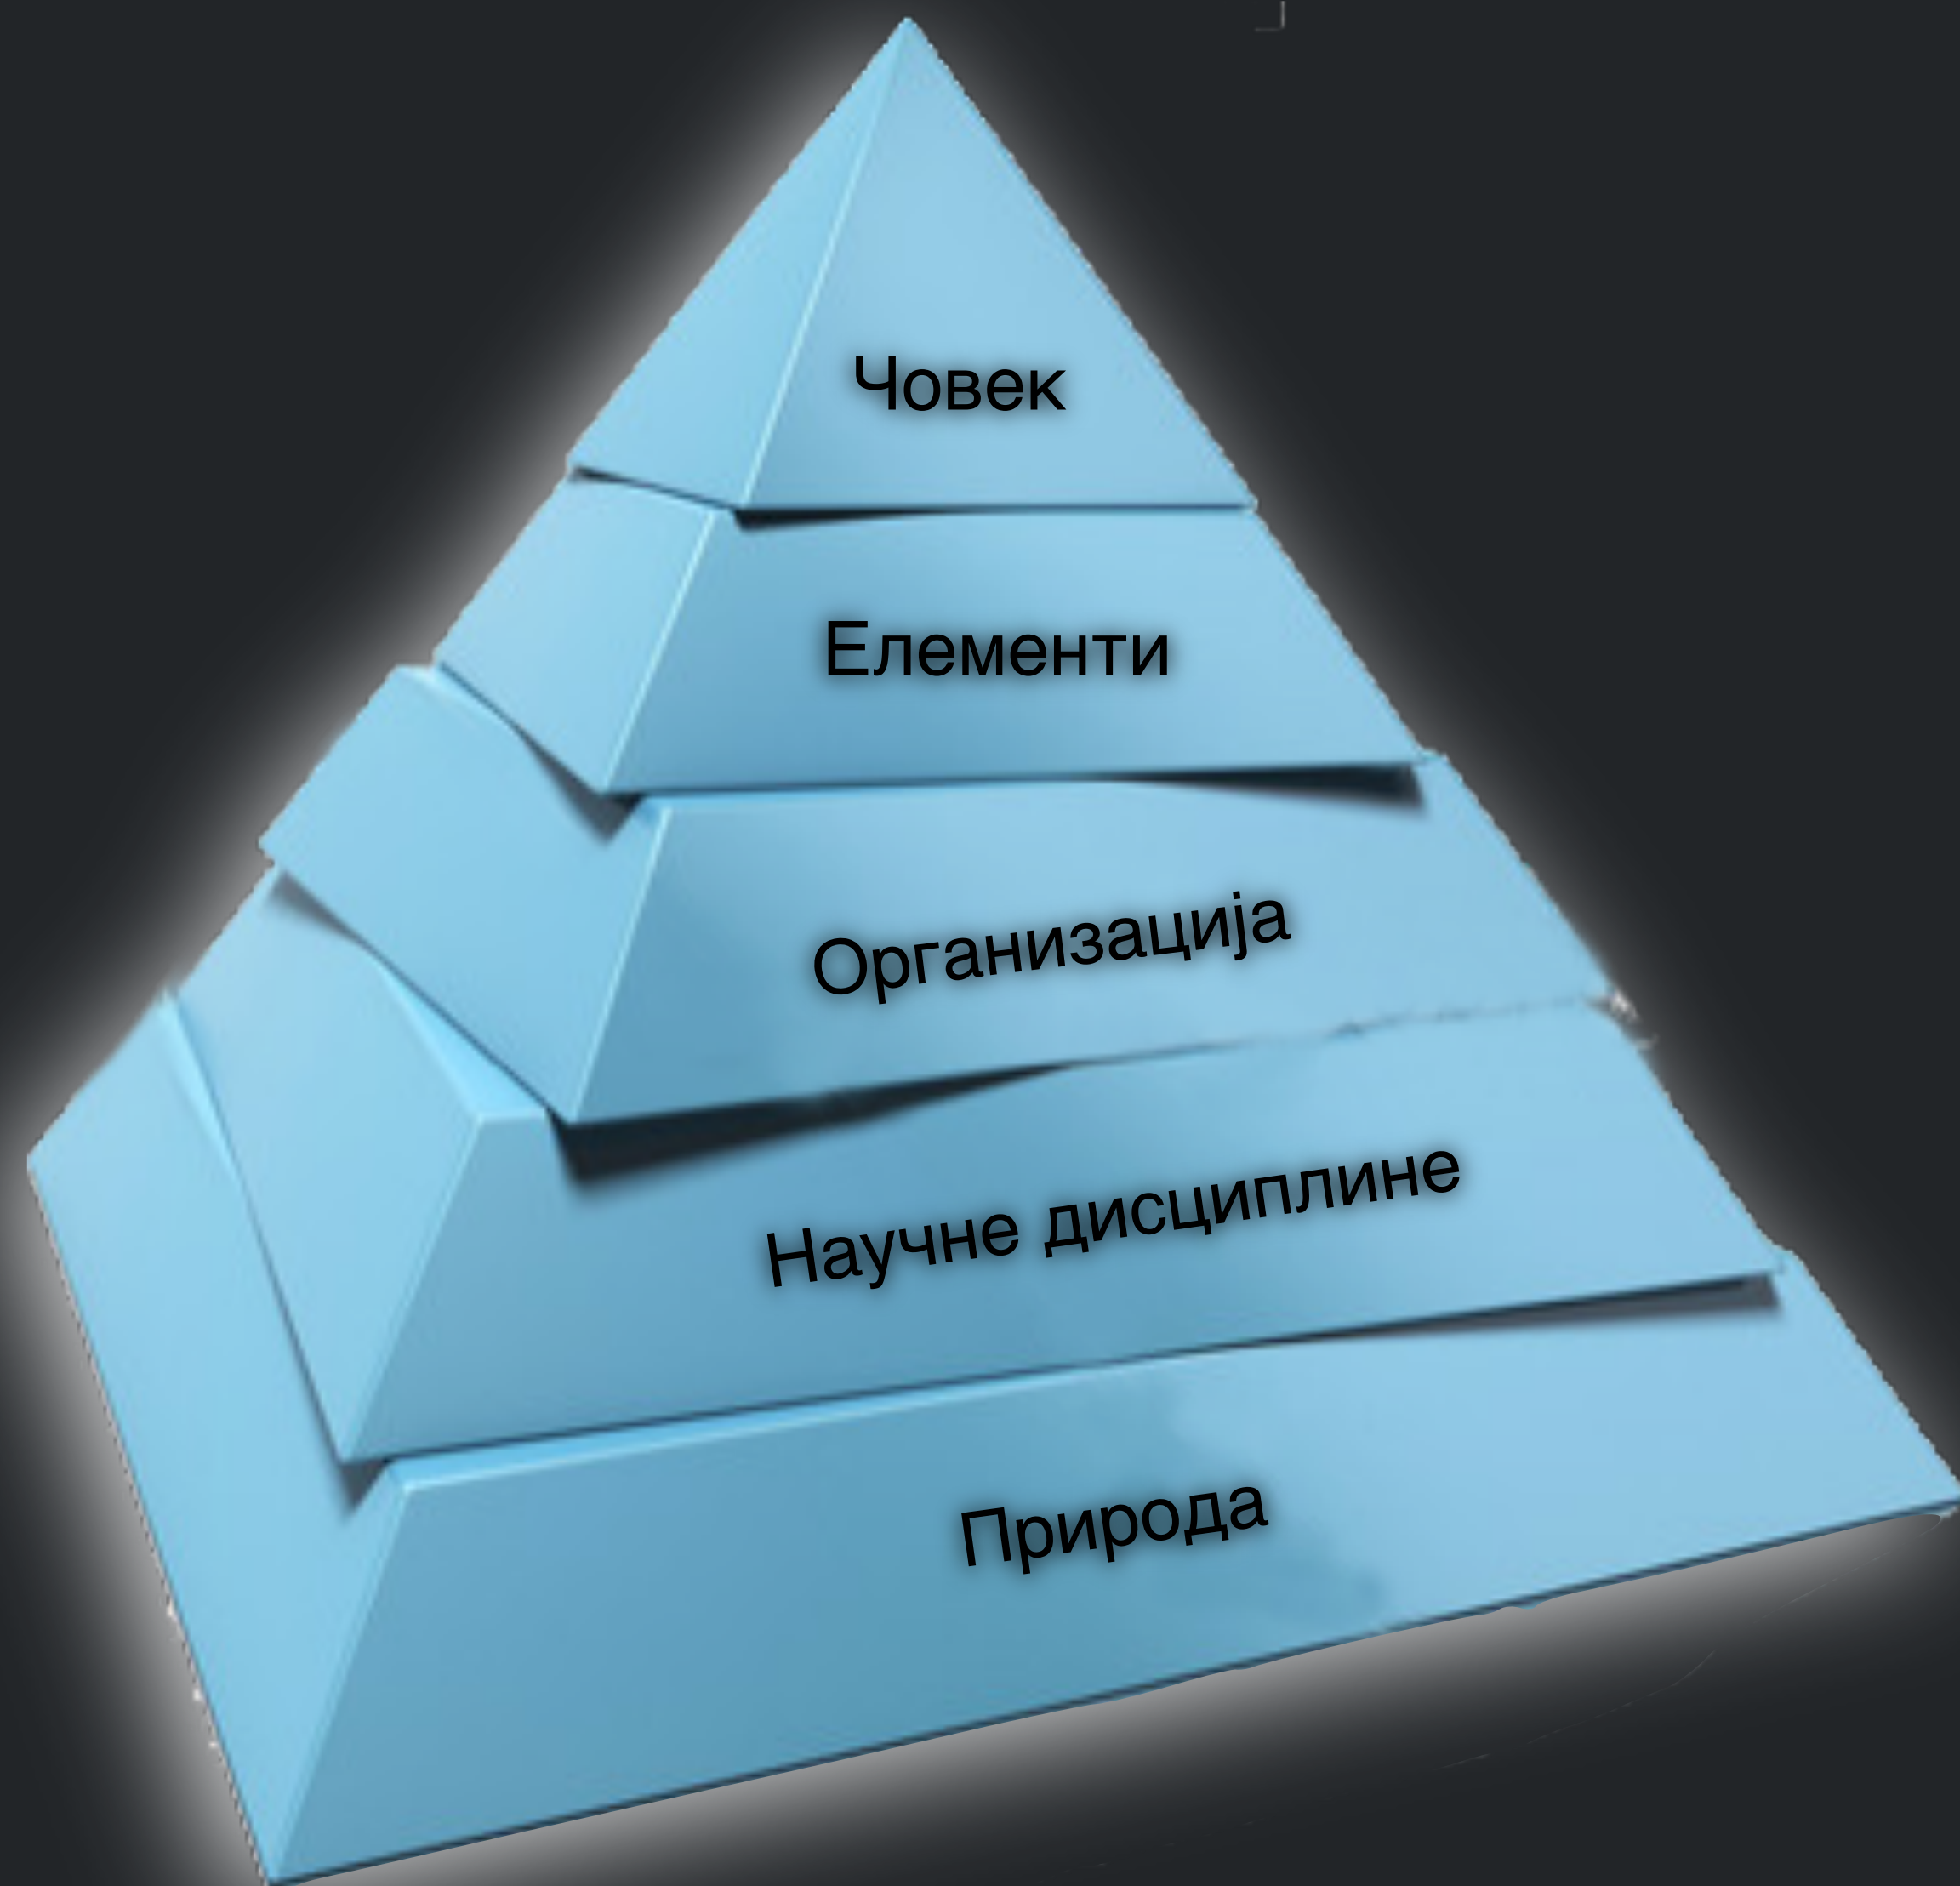 Човек
Елементи
Организација
Научне дисциплине
Природа